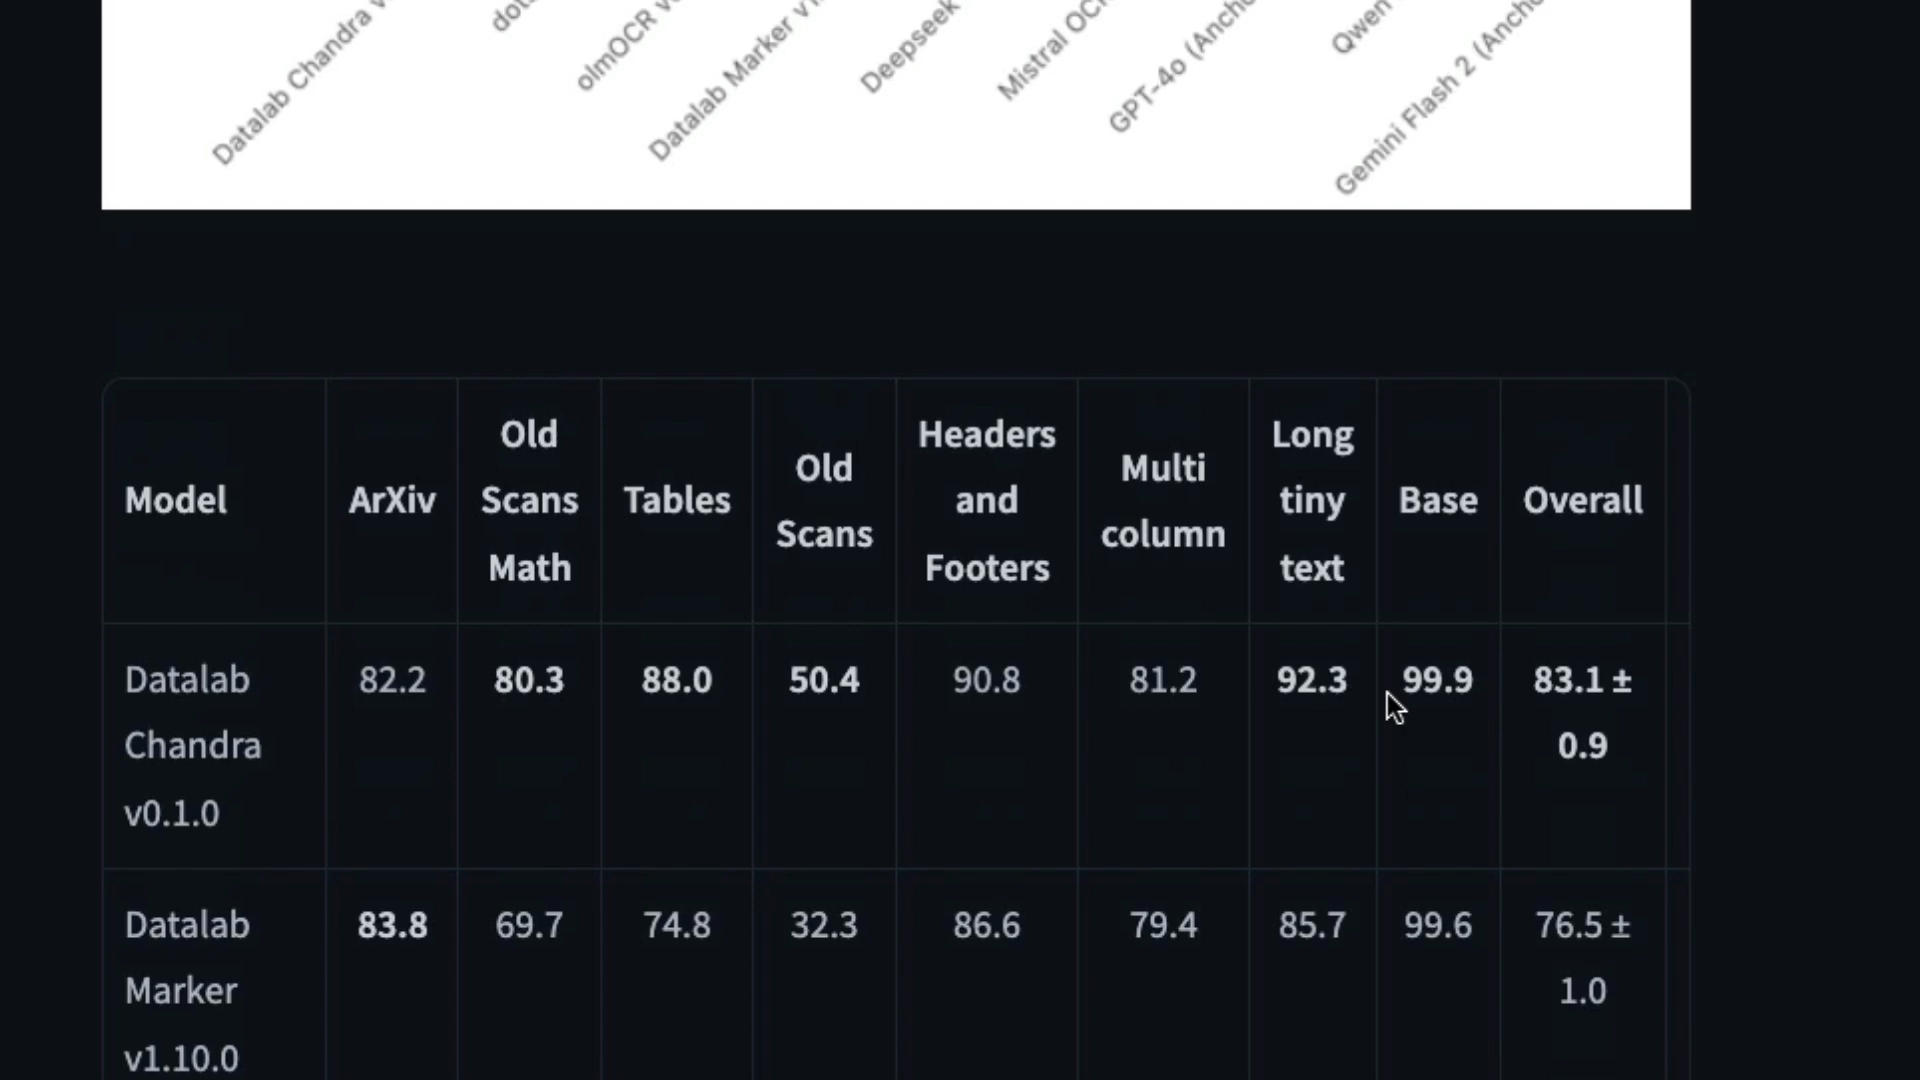 Datalab Chandra
olmOCR
Datalab Marker
Deepseek
Mistral
GPT-4o
Qwen
Gemini Flash 2
Model
ArXiv
Old
Scans
Math
Tables
Old
Scans
Headers
and
Footers
Multi
column
Long
tiny
text
Base
Overall
Datalab
Chandra
v0.1.0
82.2
80.3
88.0
50.4
90.8
81.2
92.3
99.9
83.1 ±
0.9
Datalab
Marker
v1.10.0
83.8
69.7
74.8
32.3
86.6
79.4
85.7
99.6
76.5 ±
1.0